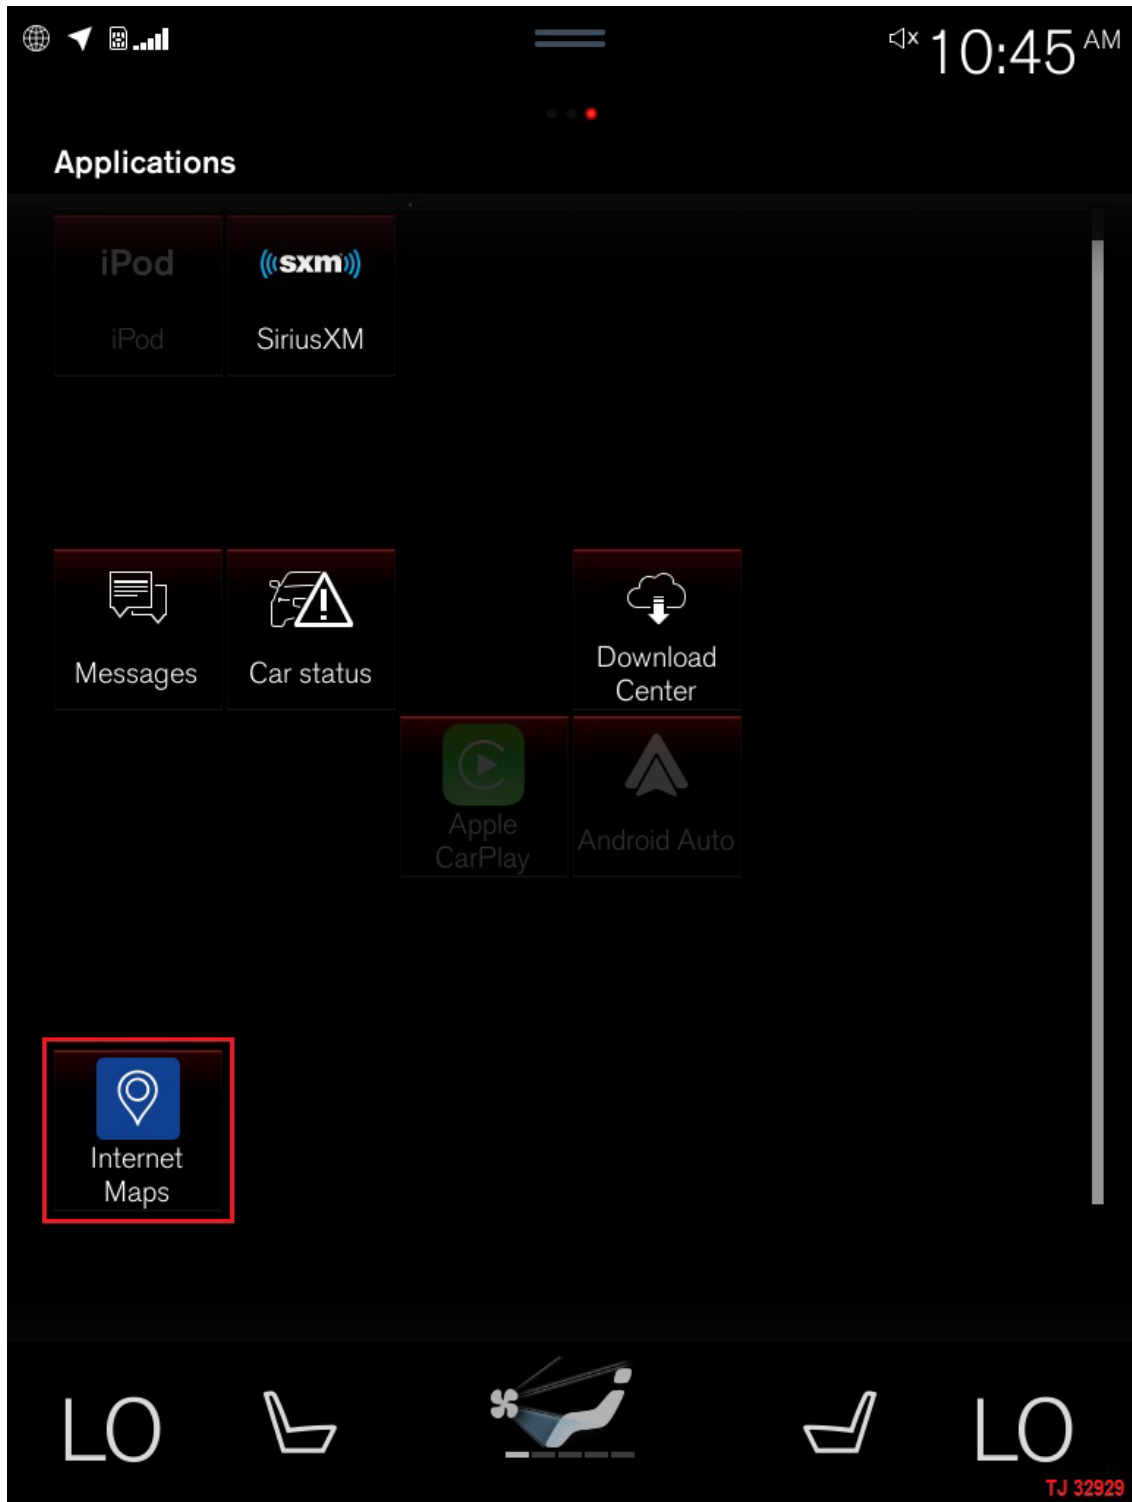 10:45 AM
Applications
iPod
sxm
iPod
SiriusXM
Messages
Car status
Download
Center
Apple
CarPlay
Android Auto
Internet
Maps
LO
LO
TJ 32929